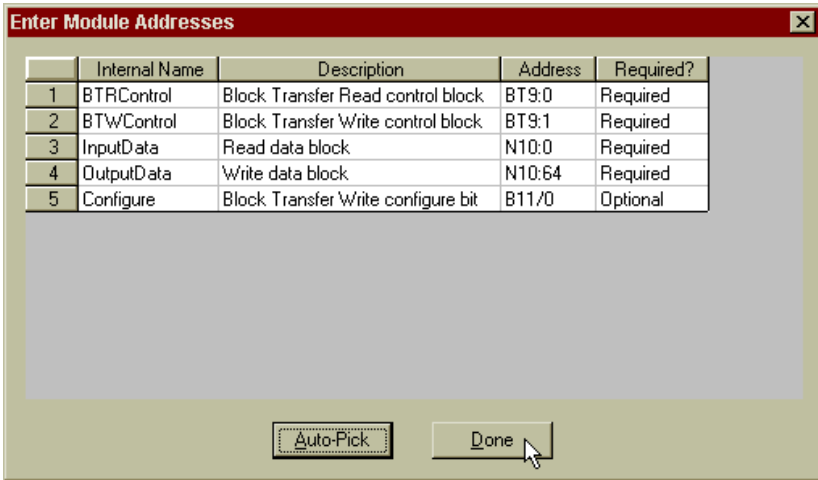 Enter Module Addresses
Internal Name Description Address Required?
1 BTRControl Block Transfer Read control block BT9:0 Required
2 BTWControl Block Transfer Write control block BT9:1 Required
3 InputData Read data block N10:0 Required
4 OutputData Write data block N10:64 Required
5 Configure Block Transfer Write configure bit B11/0 Optional
Auto-Pick Done